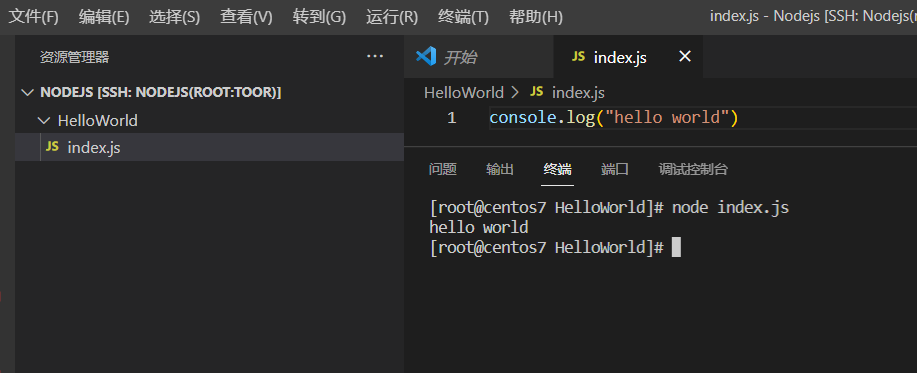 文件(F) 编辑(E) 选择(S) 查看(V) 转到(G) 运行(R) 终端(T) 帮助(H) index.js - Nodejs [SSH: Nodejs(r
资源管理器 ···
NODEJS [SSH: NODEJS(ROOT:TOOR)]
HelloWorld
JS index.js
开始 JS index.js ×
HelloWorld > JS index.js
1 console.log("hello world")
问题 输出 终端 端口 调试控制台
[root@centos7 HelloWorld]# node index.js
hello world
[root@centos7 HelloWorld]#